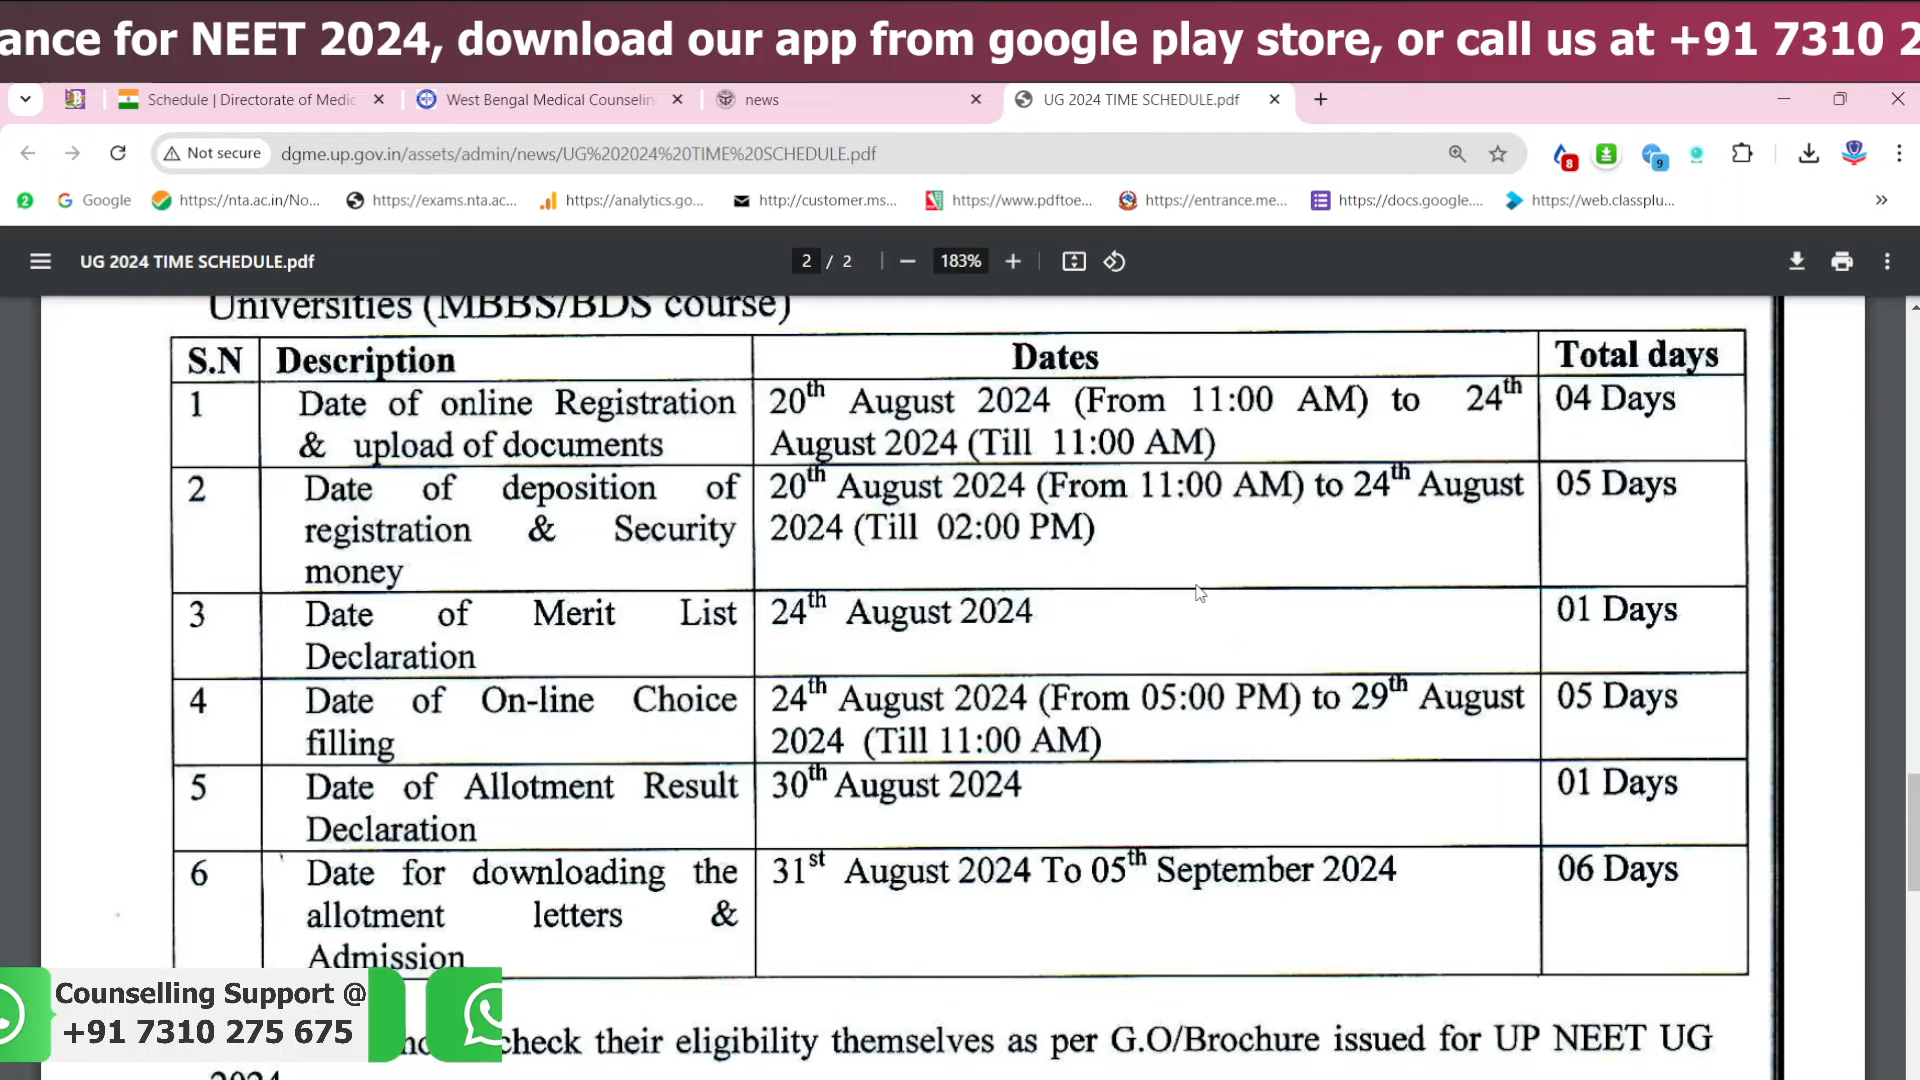 ance for NEET 2024, download our app from google play store, or call us at +91 7310 2
Schedule | Directorate of Medic
West Bengal Medical Counselin
news
UG 2024 TIME SCHEDULE.pdf
Not secure
dgme.up.gov.in/assets/admin/news/UG%202024%20TIME%20SCHEDULE.pdf
8
9
2
Google
https://nta.ac.in/No...
https://exams.nta.ac...
https://analytics.go...
http://customer.ms...
https://www.pdftoe...
https://entrance.me...
https://docs.google....
https://web.classplu...
UG 2024 TIME SCHEDULE.pdf
2 / 2
183%
Universities (MBBS/BDS course)
S.N Description Dates Total days
1 Date of online Registration 20th August 2024 (From 11:00 AM) to 24th 04 Days
& upload of documents August 2024 (Till 11:00 AM)
2 Date of deposition of 20th August 2024 (From 11:00 AM) to 24th August 05 Days
registration & Security 2024 (Till 02:00 PM)
money
3 Date of Merit List 24th August 2024 01 Days
Declaration
4 Date of On-line Choice 24th August 2024 (From 05:00 PM) to 29th August 05 Days
filling 2024 (Till 11:00 AM)
5 Date of Allotment Result 30th August 2024 01 Days
Declaration
6 Date for downloading the 31st August 2024 To 05th September 2024 06 Days
allotment letters &
Admission
Counselling Support @
+91 7310 275 675
check their eligibility themselves as per G.O/Brochure issued for UP NEET UG
2024